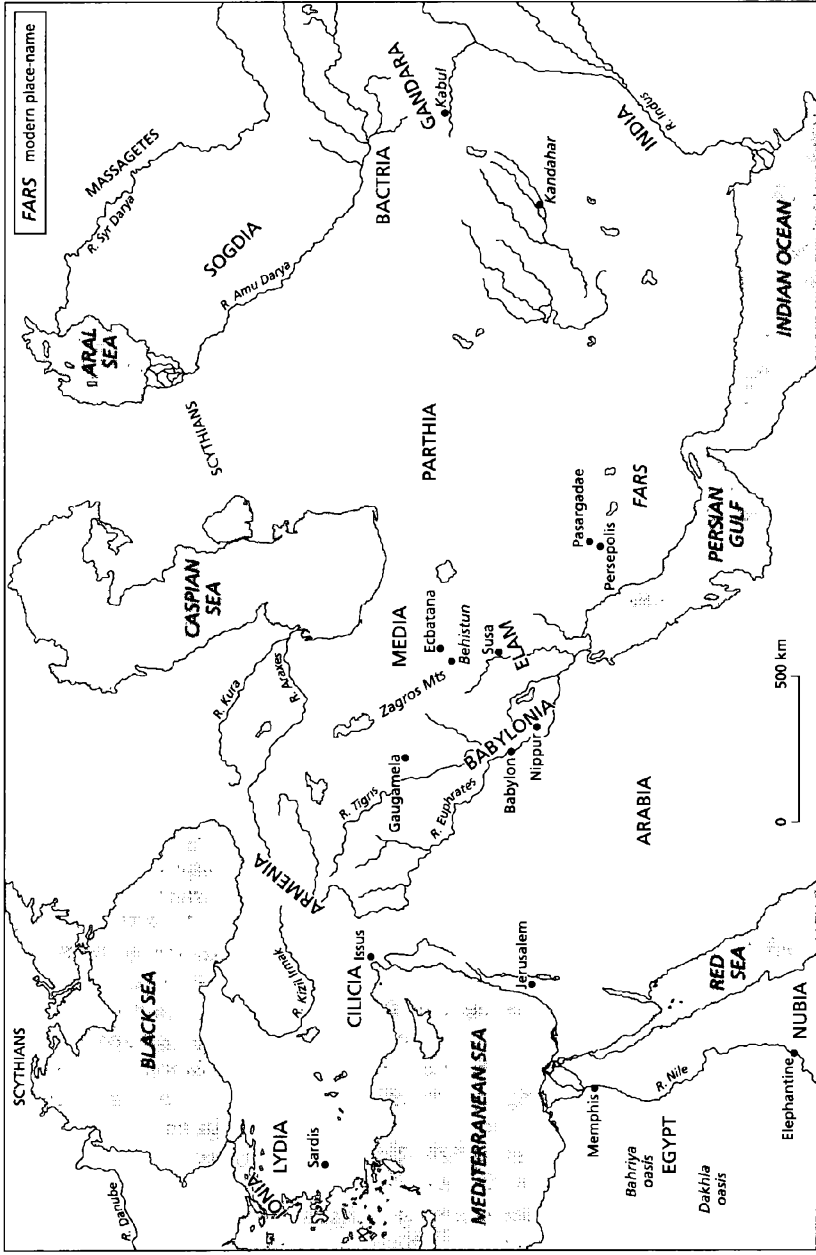 FARS modern place-name
SCYTHIANS
R. Danube
BLACK SEA
IONIA
LYDIA
Sardis
R. Kizil Irmak
CILICIA
Issus
ARMENIA
MEDITERRANEAN SEA
Jerusalem
Memphis
R. Nile
EGYPT
Bahriya
oasis
Dakhla
oasis
Elephantine
NUBIA
RED
SEA
ARABIA
R. Kura
R. Araxes
CASPIAN
SEA
SCYTHIANS
ARAL
SEA
R. Syr Darya
MASSAGETES
SOGDIA
R. Amu Darya
BACTRIA
GANDARA
Kabul
Kandahar
INDIA
R. Indus
INDIAN OCEAN
PARTHIA
MEDIA
Ecbatana
Behistun
Zagros Mts
Gaugamela
R. Tigris
R. Euphrates
BABYLONIA
Babylon
Nippur
Susa
ELAM
Pasargadae
Persepolis
FARS
PERSIAN
GULF
0 500 km